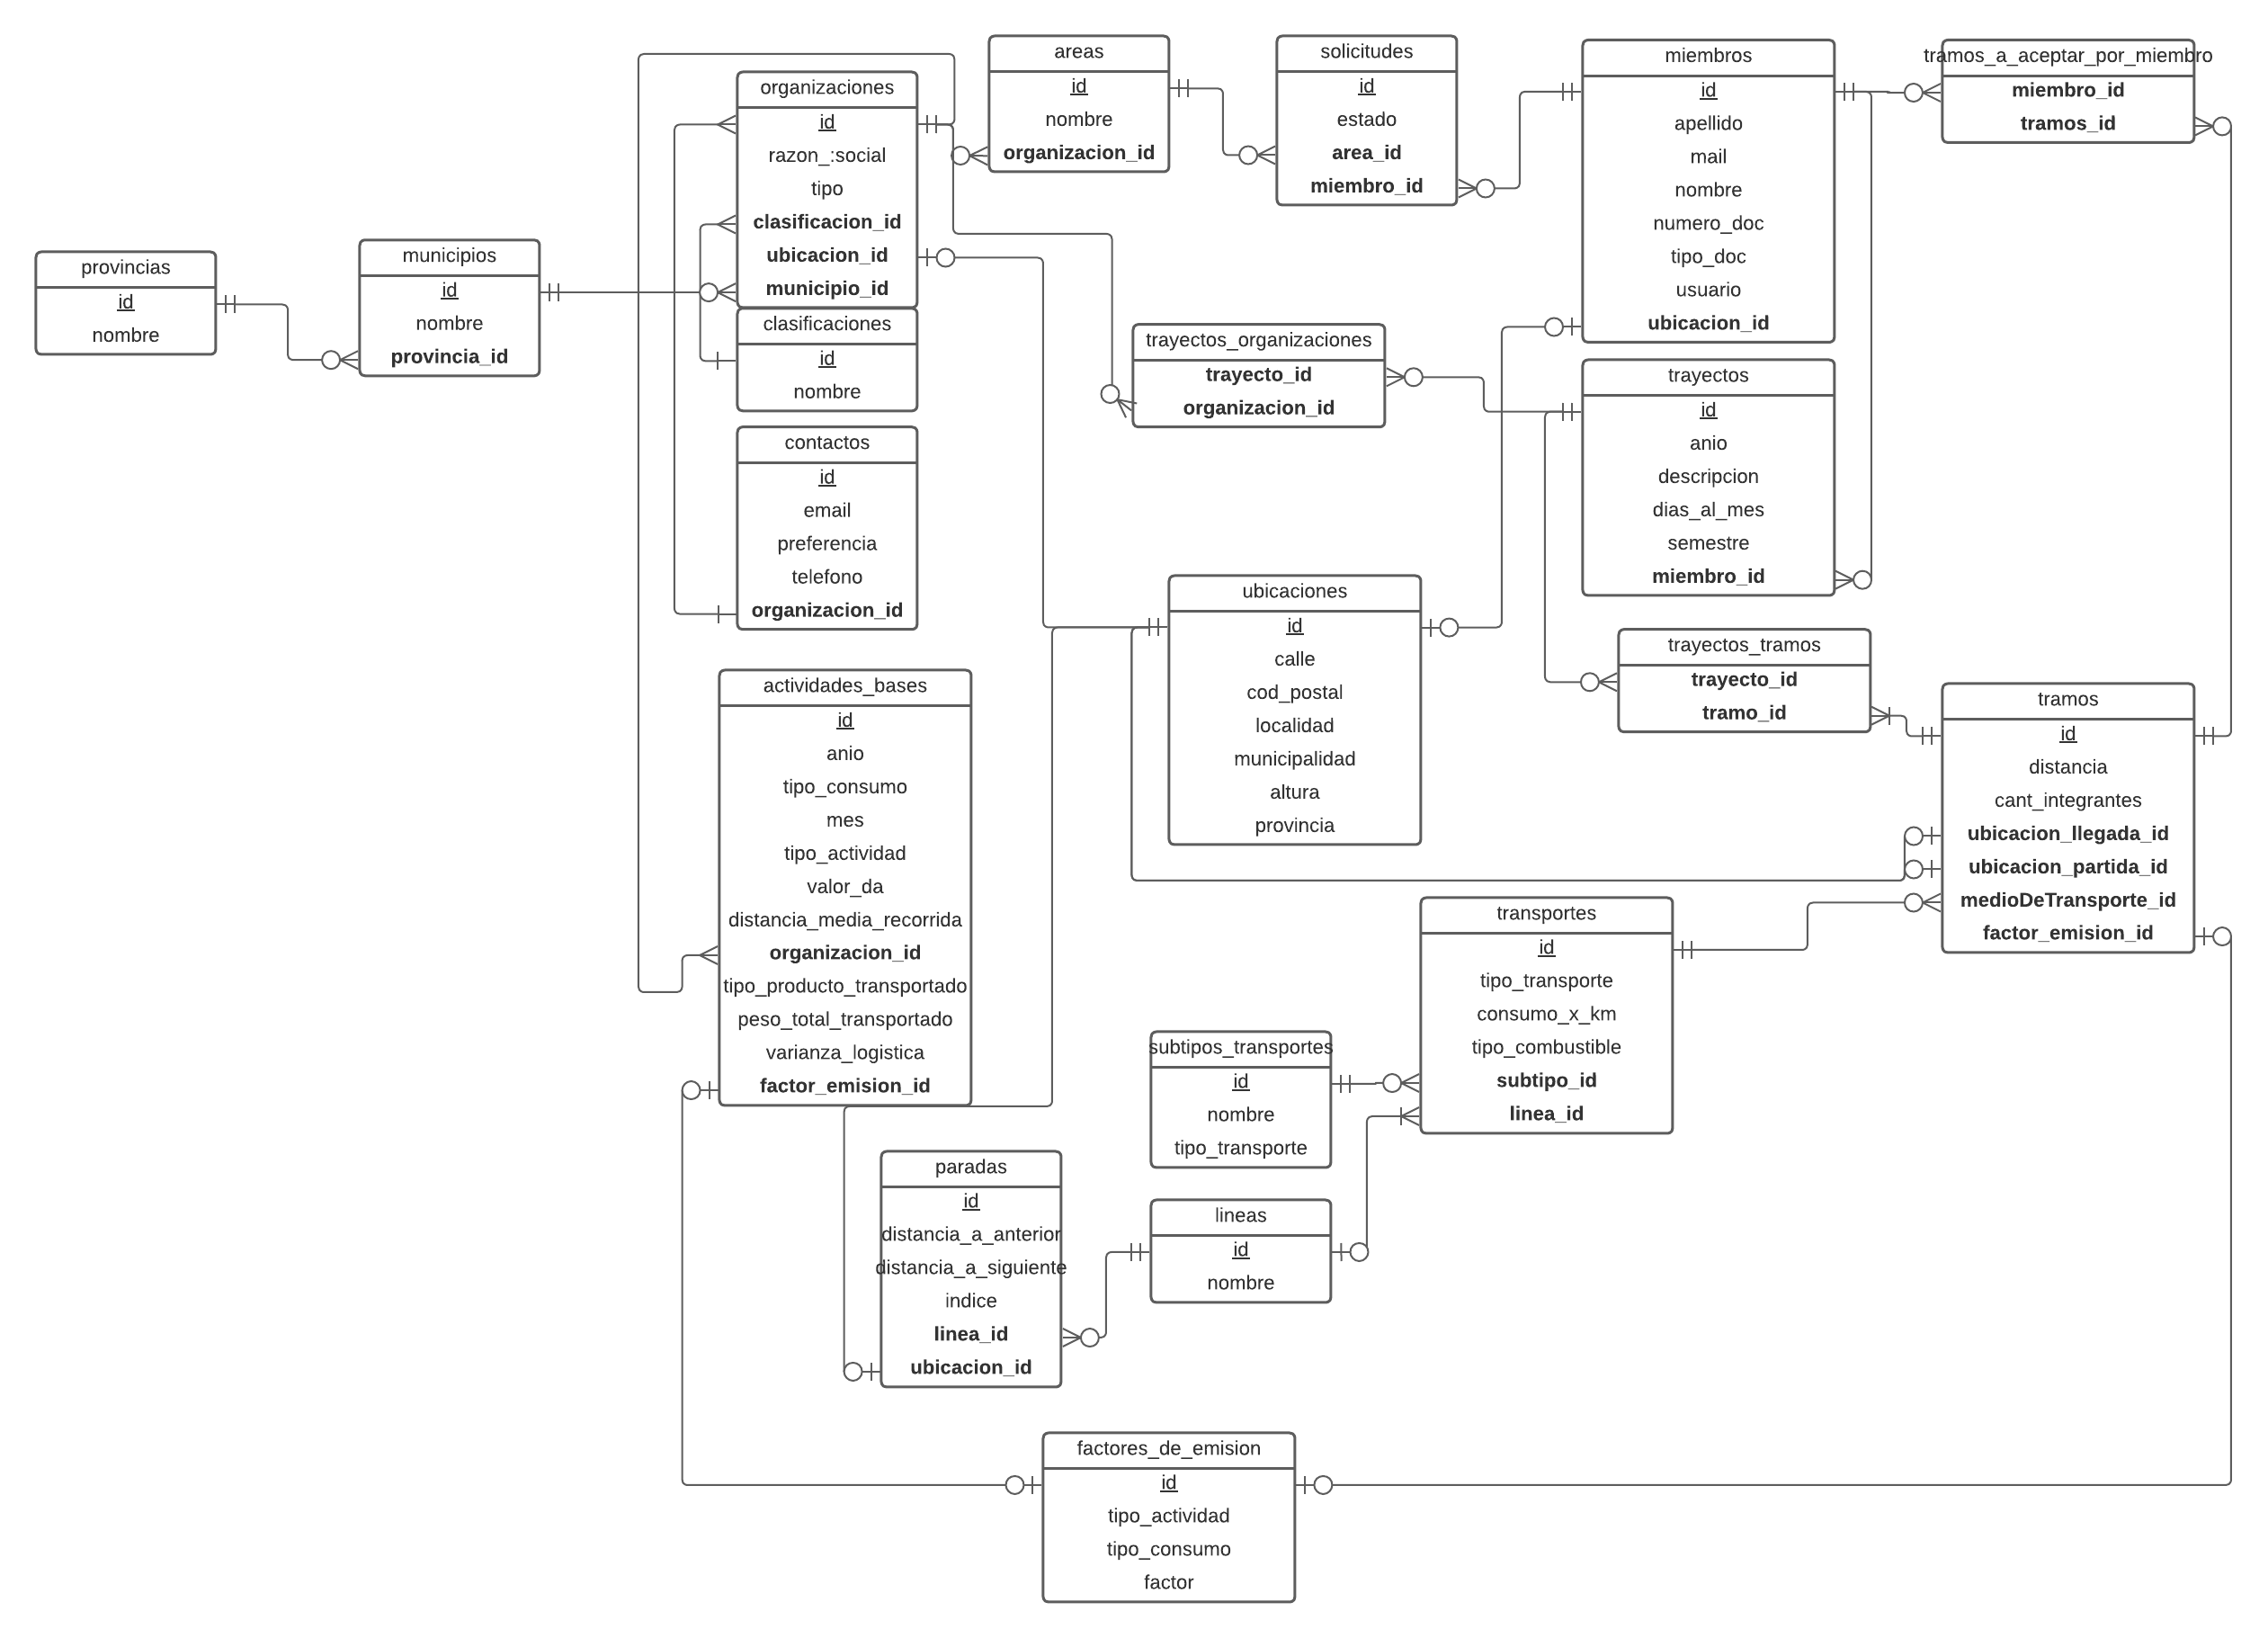 provincias
id
nombre
municipios
id
nombre
provincia_id
organizaciones
id
razon_:social
tipo
clasificacion_id
ubicacion_id
municipio_id
clasificaciones
id
nombre
contactos
id
email
preferencia
telefono
organizacion_id
actividades_bases
id
anio
tipo_consumo
mes
tipo_actividad
valor_da
distancia_media_recorrida
organizacion_id
tipo_producto_transportado
peso_total_transportado
varianza_logistica
factor_emision_id
areas
id
nombre
organizacion_id
solicitudes
id
estado
area_id
miembro_id
miembros
id
apellido
mail
nombre
numero_doc
tipo_doc
usuario
ubicacion_id
tramos_a_aceptar_por_miembro
miembro_id
tramos_id
trayectos_organizaciones
trayecto_id
organizacion_id
trayectos
id
anio
descripcion
dias_al_mes
semestre
miembro_id
ubicaciones
id
calle
cod_postal
localidad
municipalidad
altura
provincia
trayectos_tramos
trayecto_id
tramo_id
tramos
id
distancia
cant_integrantes
ubicacion_llegada_id
ubicacion_partida_id
medioDeTransporte_id
factor_emision_id
transportes
id
tipo_transporte
consumo_x_km
tipo_combustible
subtipo_id
linea_id
subtipos_transportes
id
nombre
tipo_transporte
paradas
id
distancia_a_anterior
distancia_a_siguiente
indice
linea_id
ubicacion_id
lineas
id
nombre
factores_de_emision
id
tipo_actividad
tipo_consumo
factor